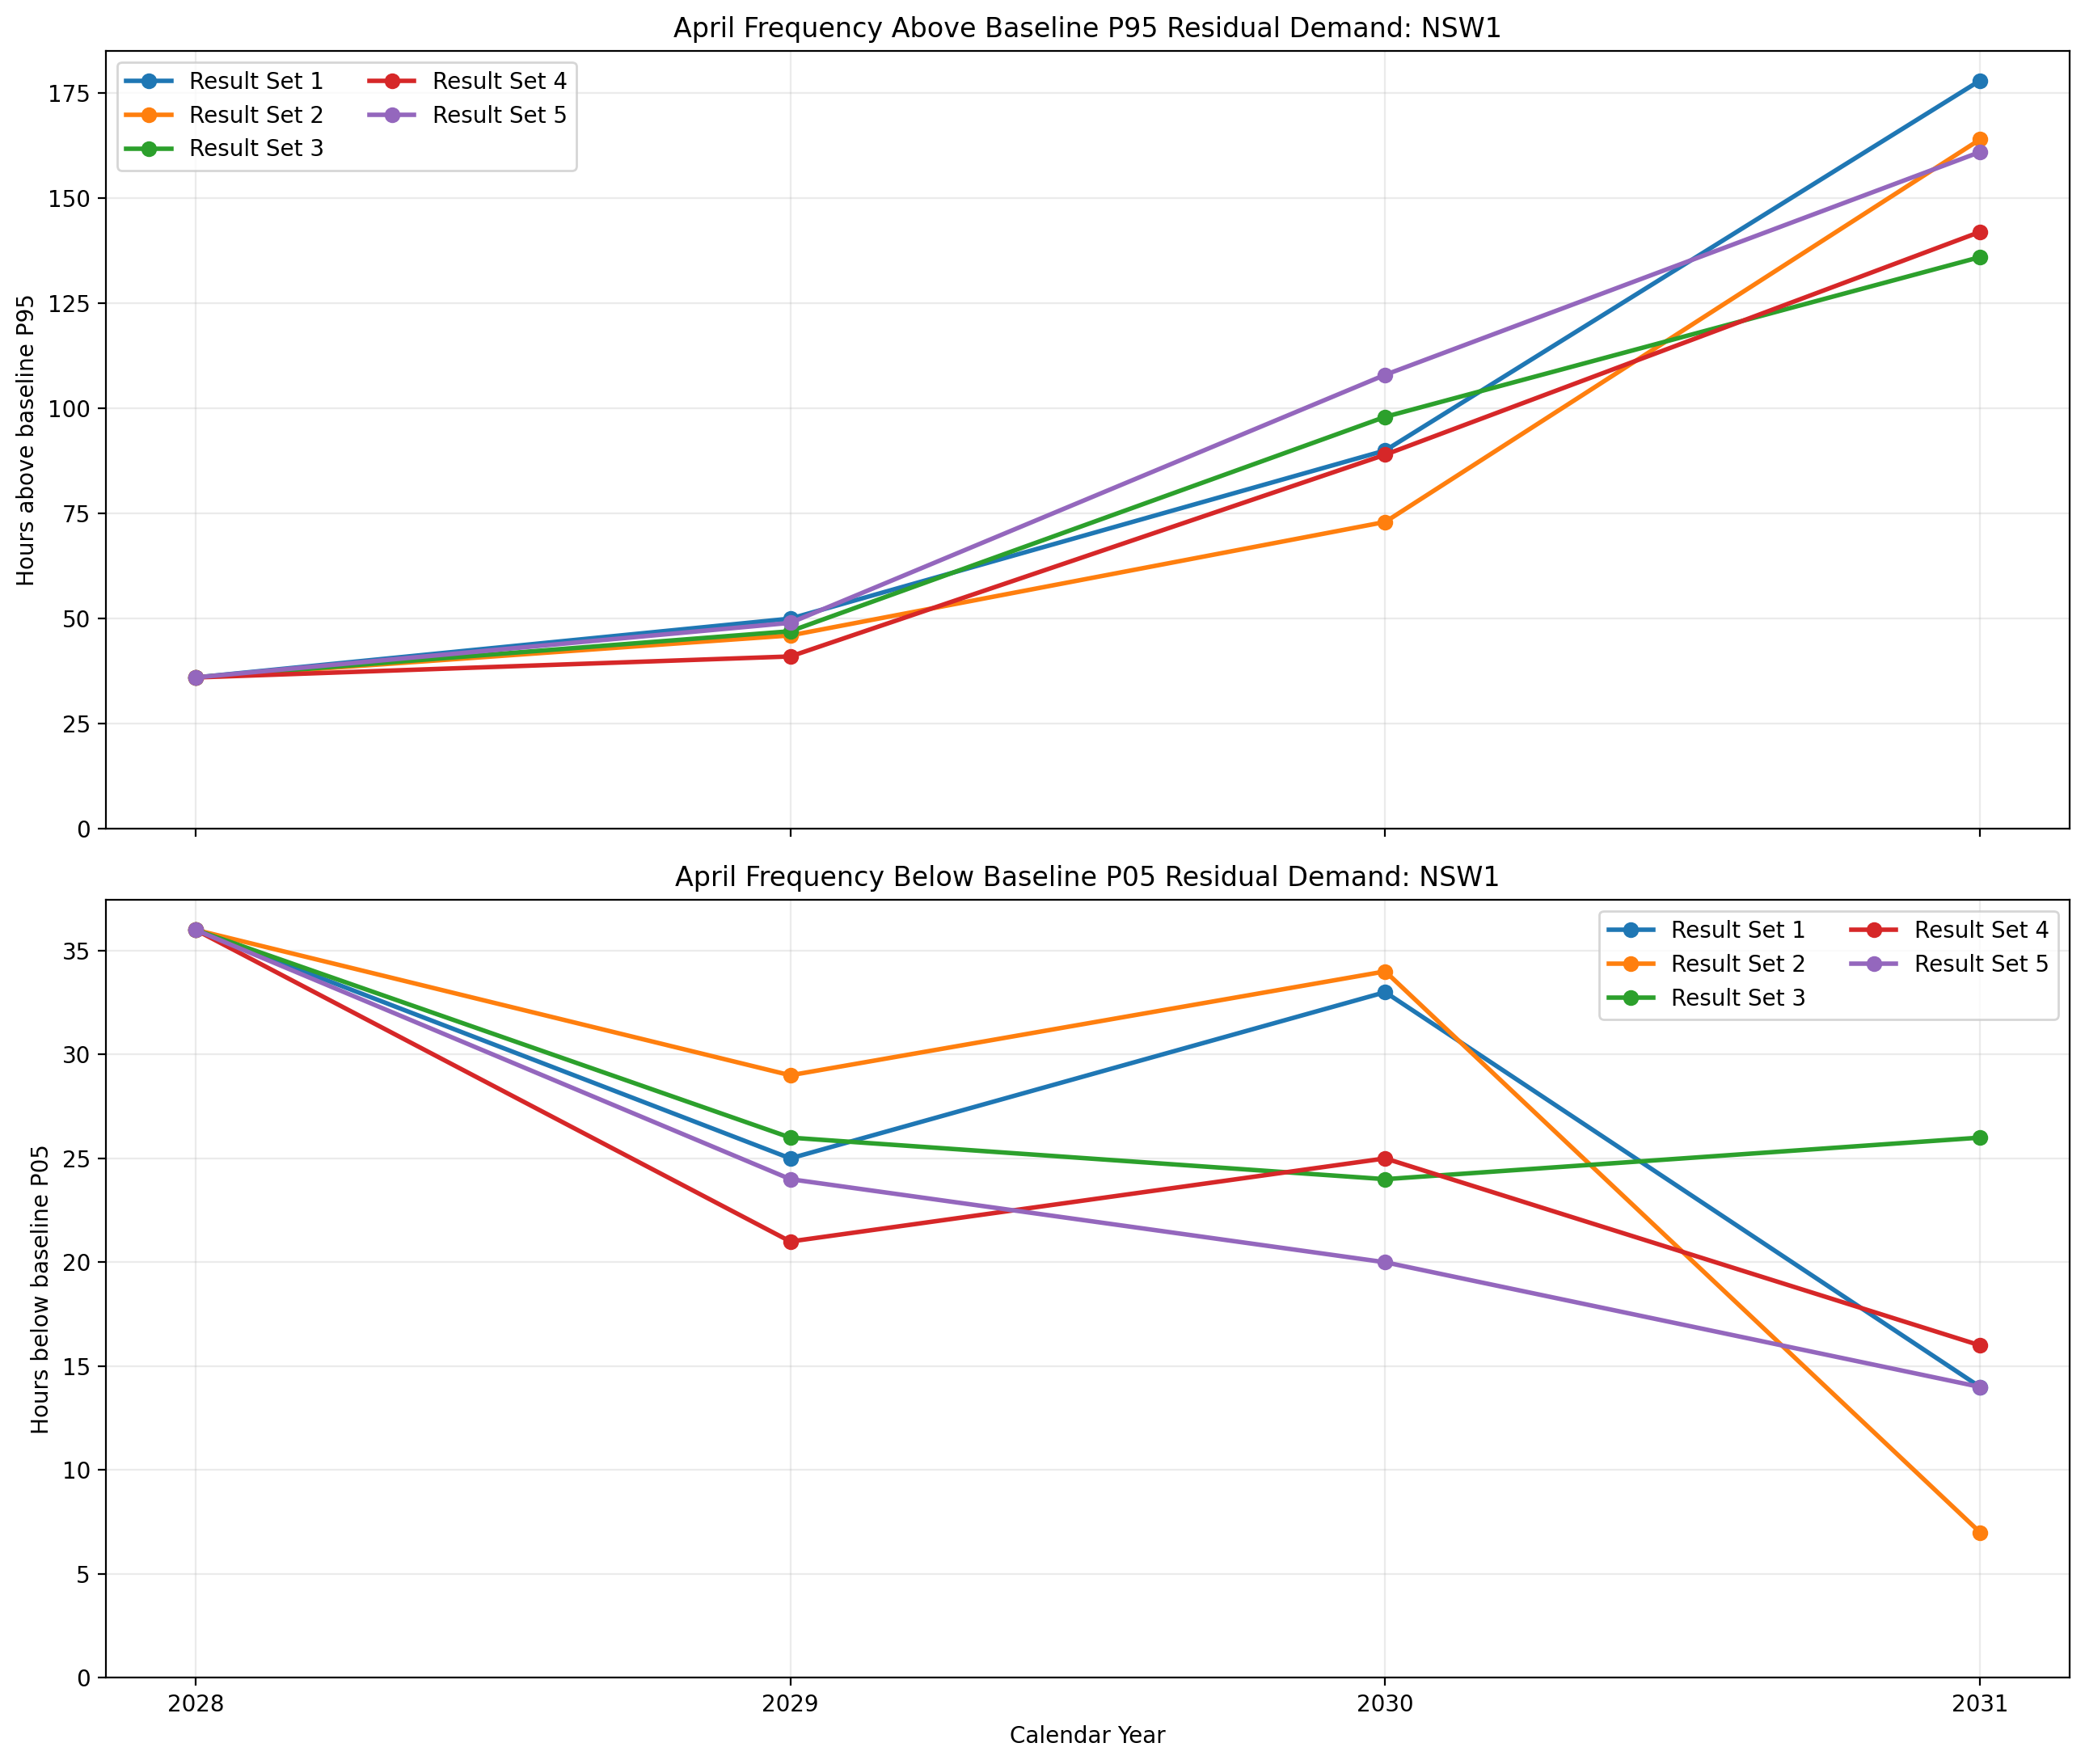 April Frequency Above Baseline P95 Residual Demand: NSW1
Result Set 1
Result Set 2
Result Set 3
Result Set 4
Result Set 5
Hours above baseline P95
175
150
125
100
75
50
25
0
April Frequency Below Baseline P05 Residual Demand: NSW1
Result Set 1
Result Set 2
Result Set 3
Result Set 4
Result Set 5
Hours below baseline P05
35
30
25
20
15
10
5
0
2028
2029
2030
2031
Calendar Year